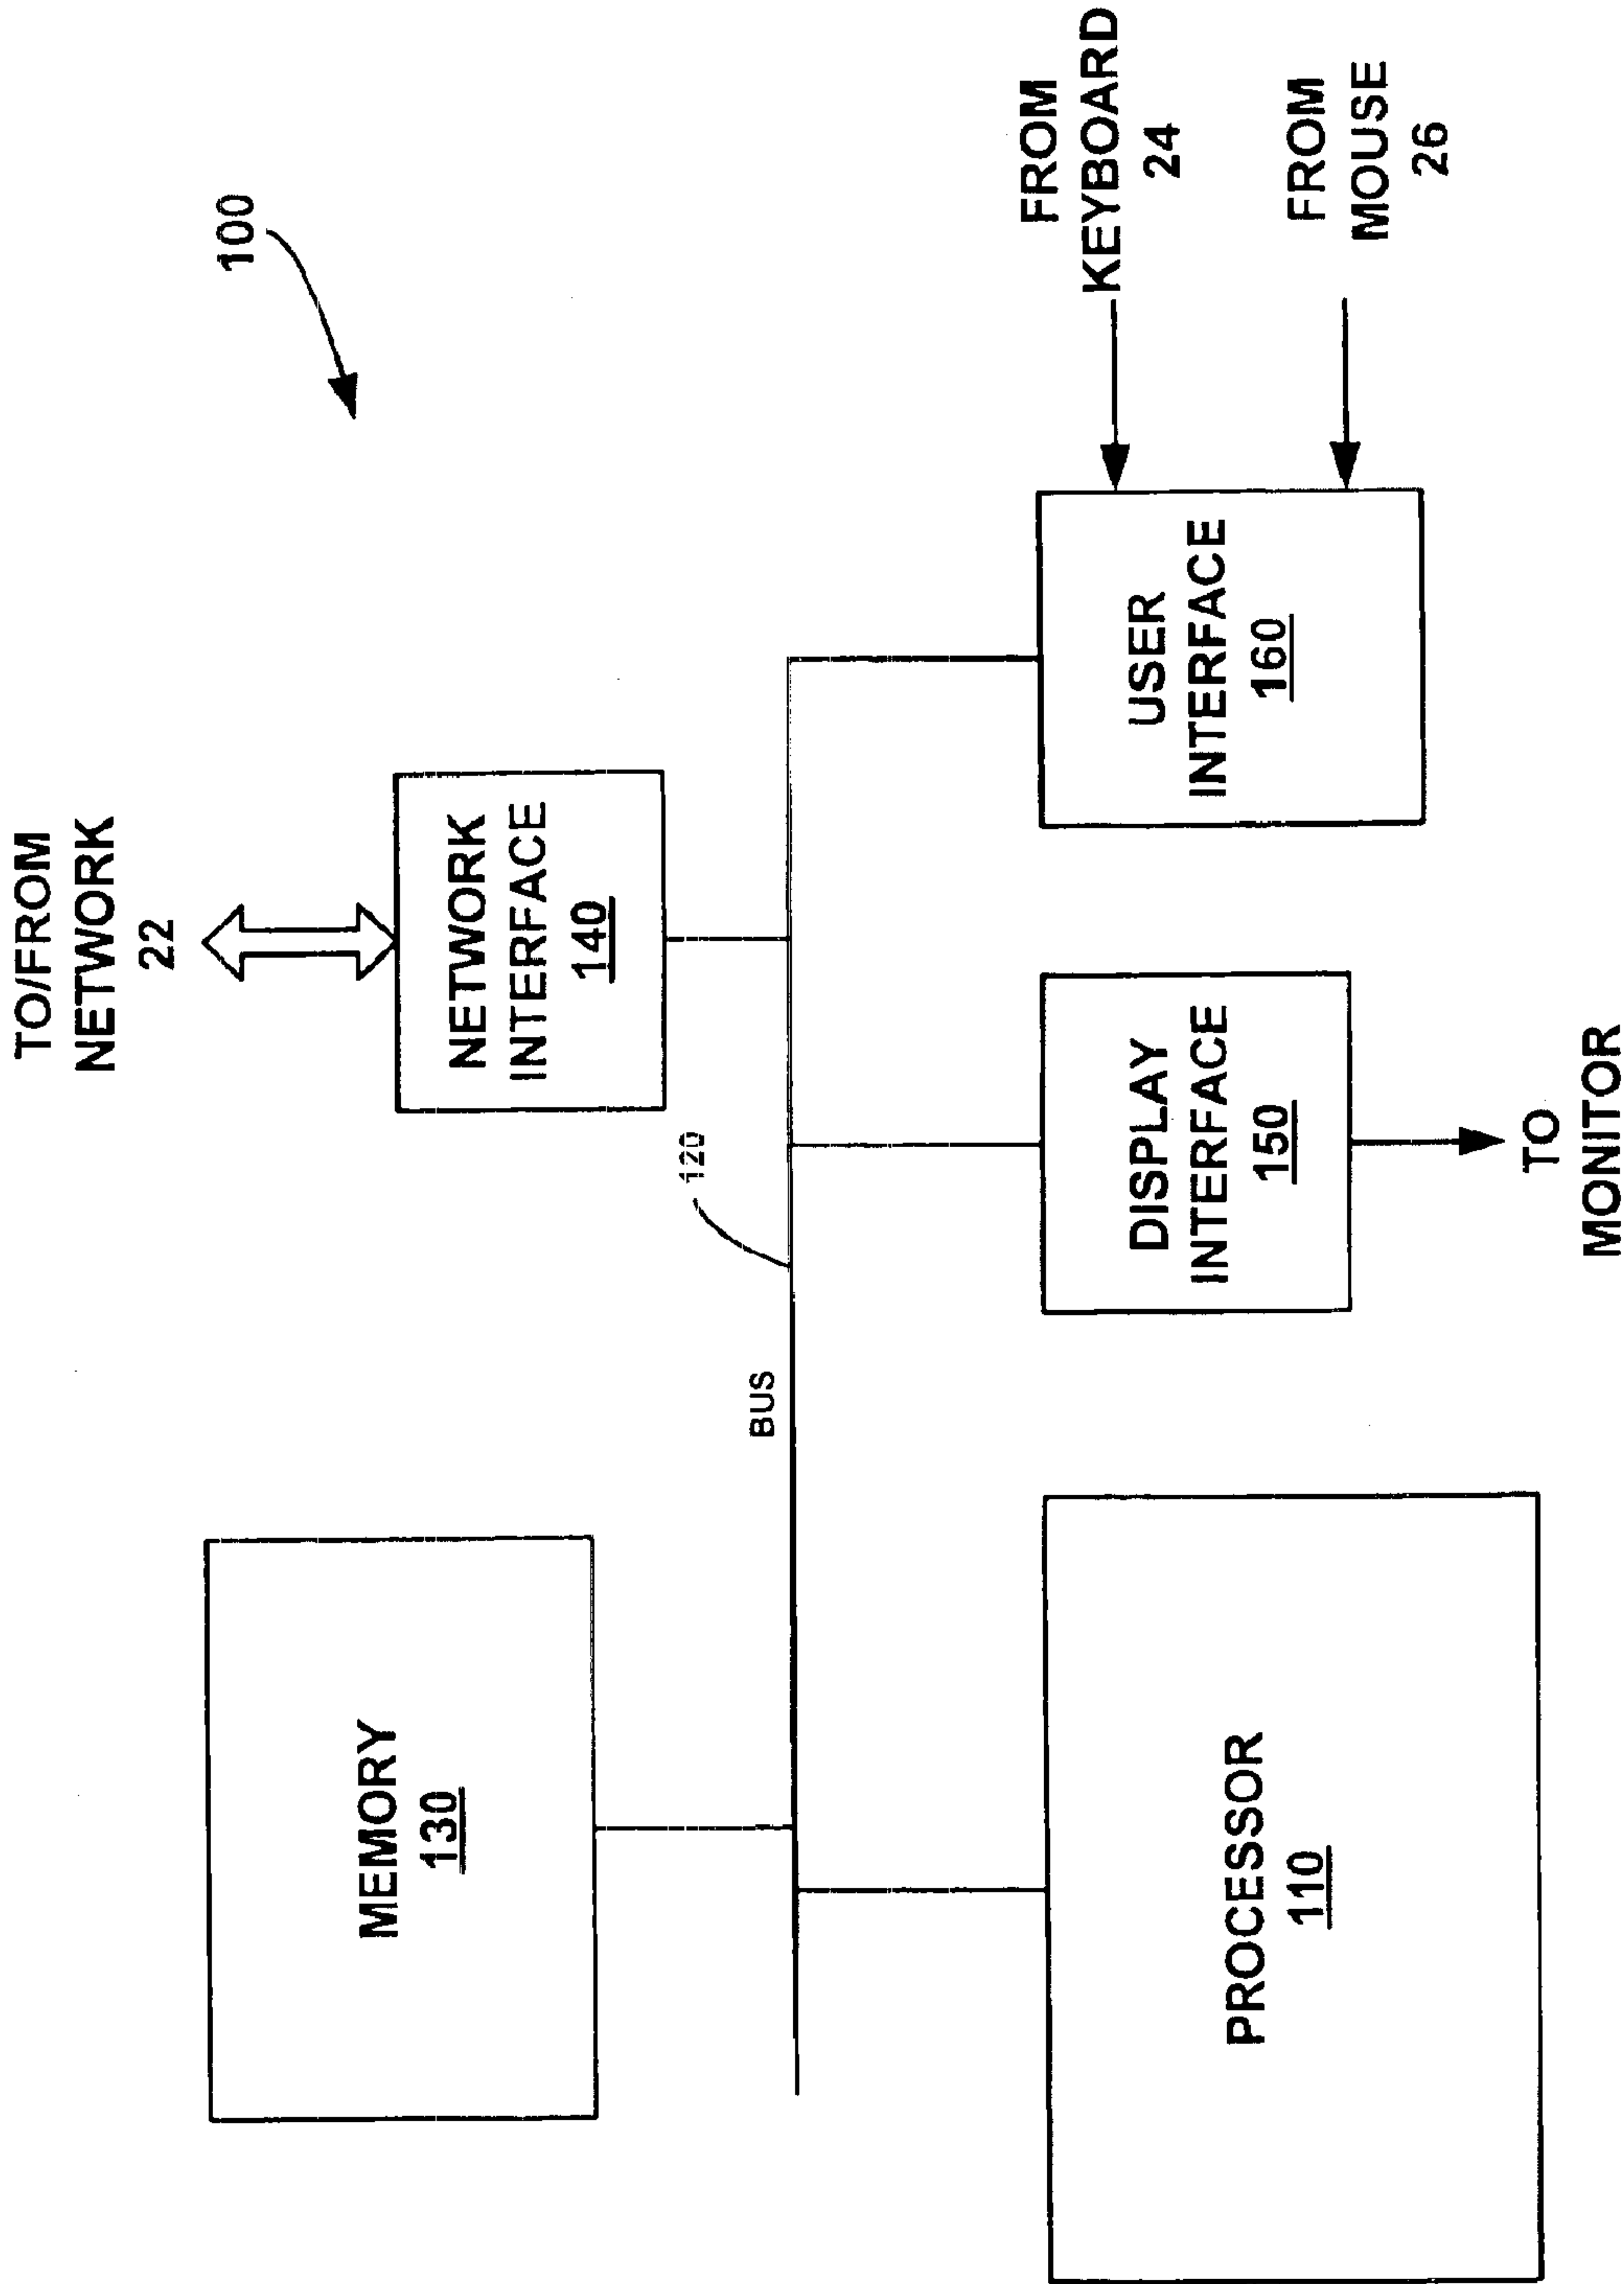 100
TO/FROM
NETWORK
22
MEMORY
130
NETWORK
INTERFACE
140
BUS
120
PROCESSOR
110
DISPLAY
INTERFACE
150
USER
INTERFACE
160
FROM
KEYBOARD
24
FROM
MOUSE
26
TO
MONITOR